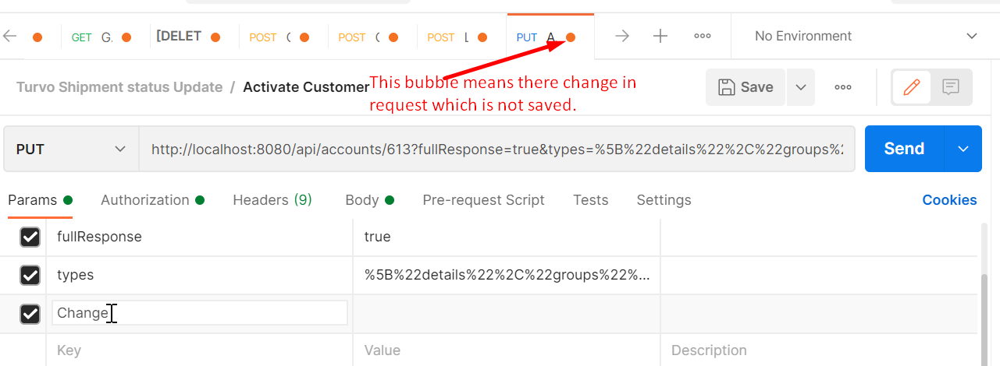 GET G. [DELET POST POST POST L PUT A No Environment
Turvo Shipment status Update / Activate Customer Save
This bubble means there change in
request which is not saved.
PUT http://localhost:8080/api/accounts/613?fullResponse=true&types=%5B%22details%22%2C%22groups%2 Send
Params Authorization Headers (9) Body Pre-request Script Tests Settings Cookies
fullResponse true
types %5B%22details%22%2C%22groups%22%...
Change
Key Value Description